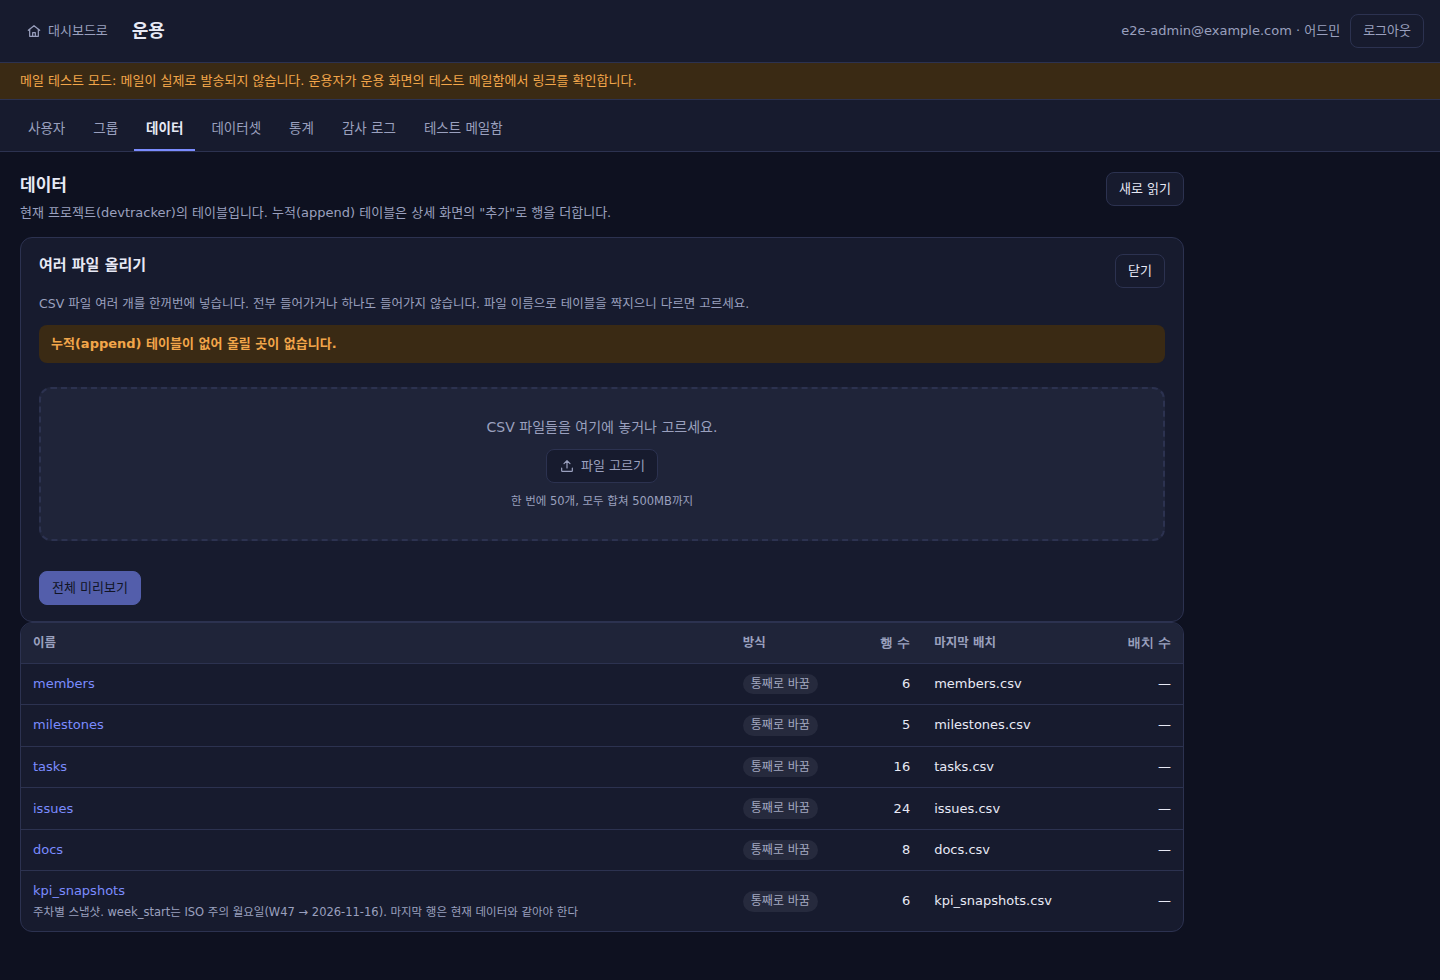 대시보드로
운용
e2e-admin@example.com · 어드민
로그아웃
메일 테스트 모드: 메일이 실제로 발송되지 않습니다. 운용자가 운용 화면의 테스트 메일함에서 링크를 확인합니다.
사용자 그룹 데이터 데이터셋 통계 감사 로그 테스트 메일함
데이터
새로 읽기
현재 프로젝트(devtracker)의 테이블입니다. 누적(append) 테이블은 상세 화면의 "추가"로 행을 더합니다.
여러 파일 올리기
닫기
CSV 파일 여러 개를 한꺼번에 넣습니다. 전부 들어가거나 하나도 들어가지 않습니다. 파일 이름으로 테이블을 짝지으니 다르면 고르세요.
누적(append) 테이블이 없어 올릴 곳이 없습니다.
CSV 파일들을 여기에 놓거나 고르세요.
파일 고르기
한 번에 50개, 모두 합쳐 500MB까지
전체 미리보기
이름 방식 행 수 마지막 배치 배치 수
members 통째로 바꿈 6 members.csv —
milestones 통째로 바꿈 5 milestones.csv —
tasks 통째로 바꿈 16 tasks.csv —
issues 통째로 바꿈 24 issues.csv —
docs 통째로 바꿈 8 docs.csv —
kpi_snapshots 통째로 바꿈 6 kpi_snapshots.csv —
주차별 스냅샷. week_start는 ISO 주의 월요일(W47 → 2026-11-16). 마지막 행은 현재 데이터와 같아야 한다